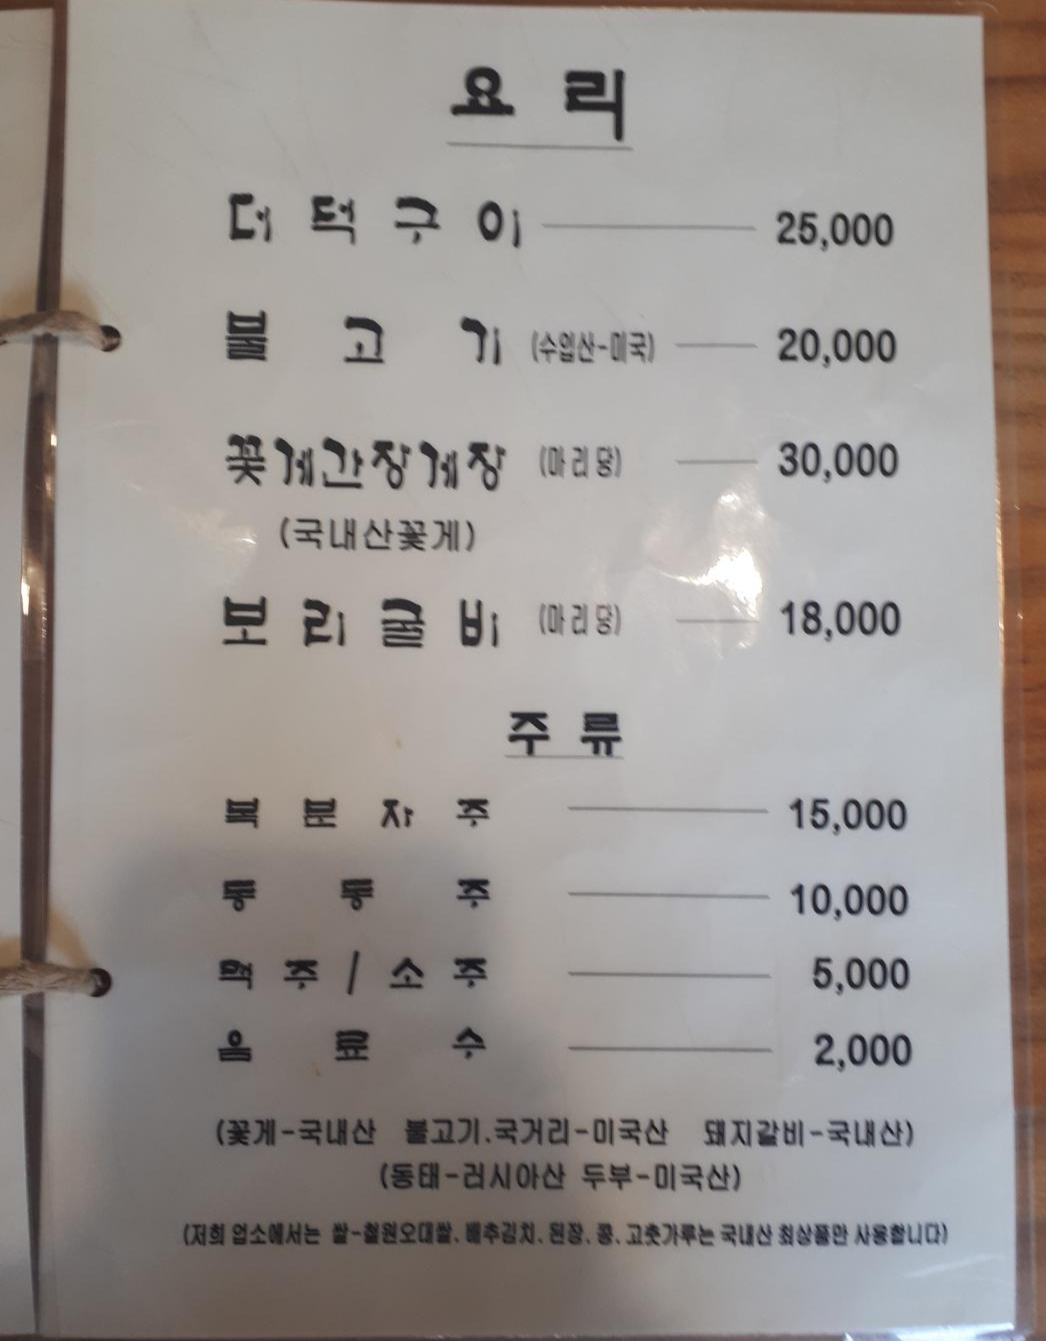 요 리
더 덕 구 이 25,000
불 고 기 (수입산-미국) 20,000
꽃게간장게장 (마리당) 30,000
(국내산꽃게)
보 리 굴 비 (마리당) 18,000
주 류
복 분 자 주 15,000
동 동 주 10,000
맥 주 / 소 주 5,000
음 료 수 2,000
(꽃게-국내산 불고기.국거리-미국산 돼지갈비-국내산)
(동태-러시아산 두부-미국산)
(저희 업소에서는 쌀-철원오대쌀. 배추김치. 된장. 콩. 고춧가루는 국내산 최상품만 사용합니다)